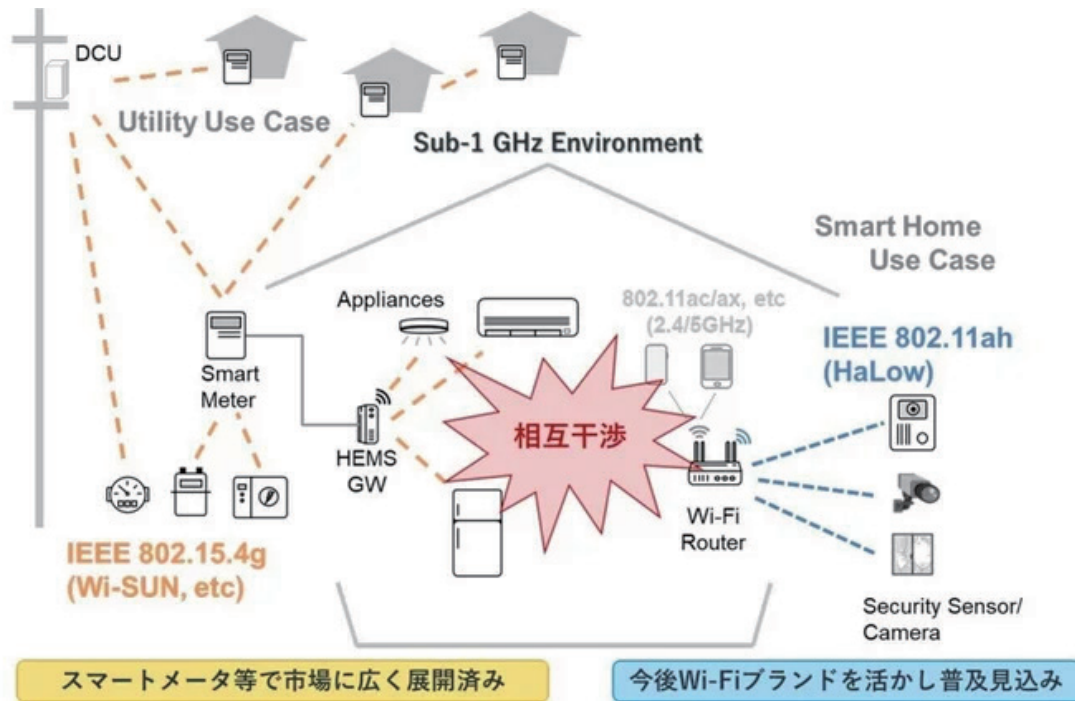 DCU
Utility Use Case
Sub-1 GHz Environment
Smart Home
Use Case
Appliances
802.11ac/ax, etc
(2.4/5GHz)
IEEE 802.11ah
(HaLow)
Smart
Meter
相互干渉
HEMS
GW
Wi-Fi
Router
IEEE 802.15.4g
(Wi-SUN, etc)
Security Sensor/
Camera
スマートメータ等で市場に広く展開済み
今後Wi-Fiブランドを活かし普及見込み